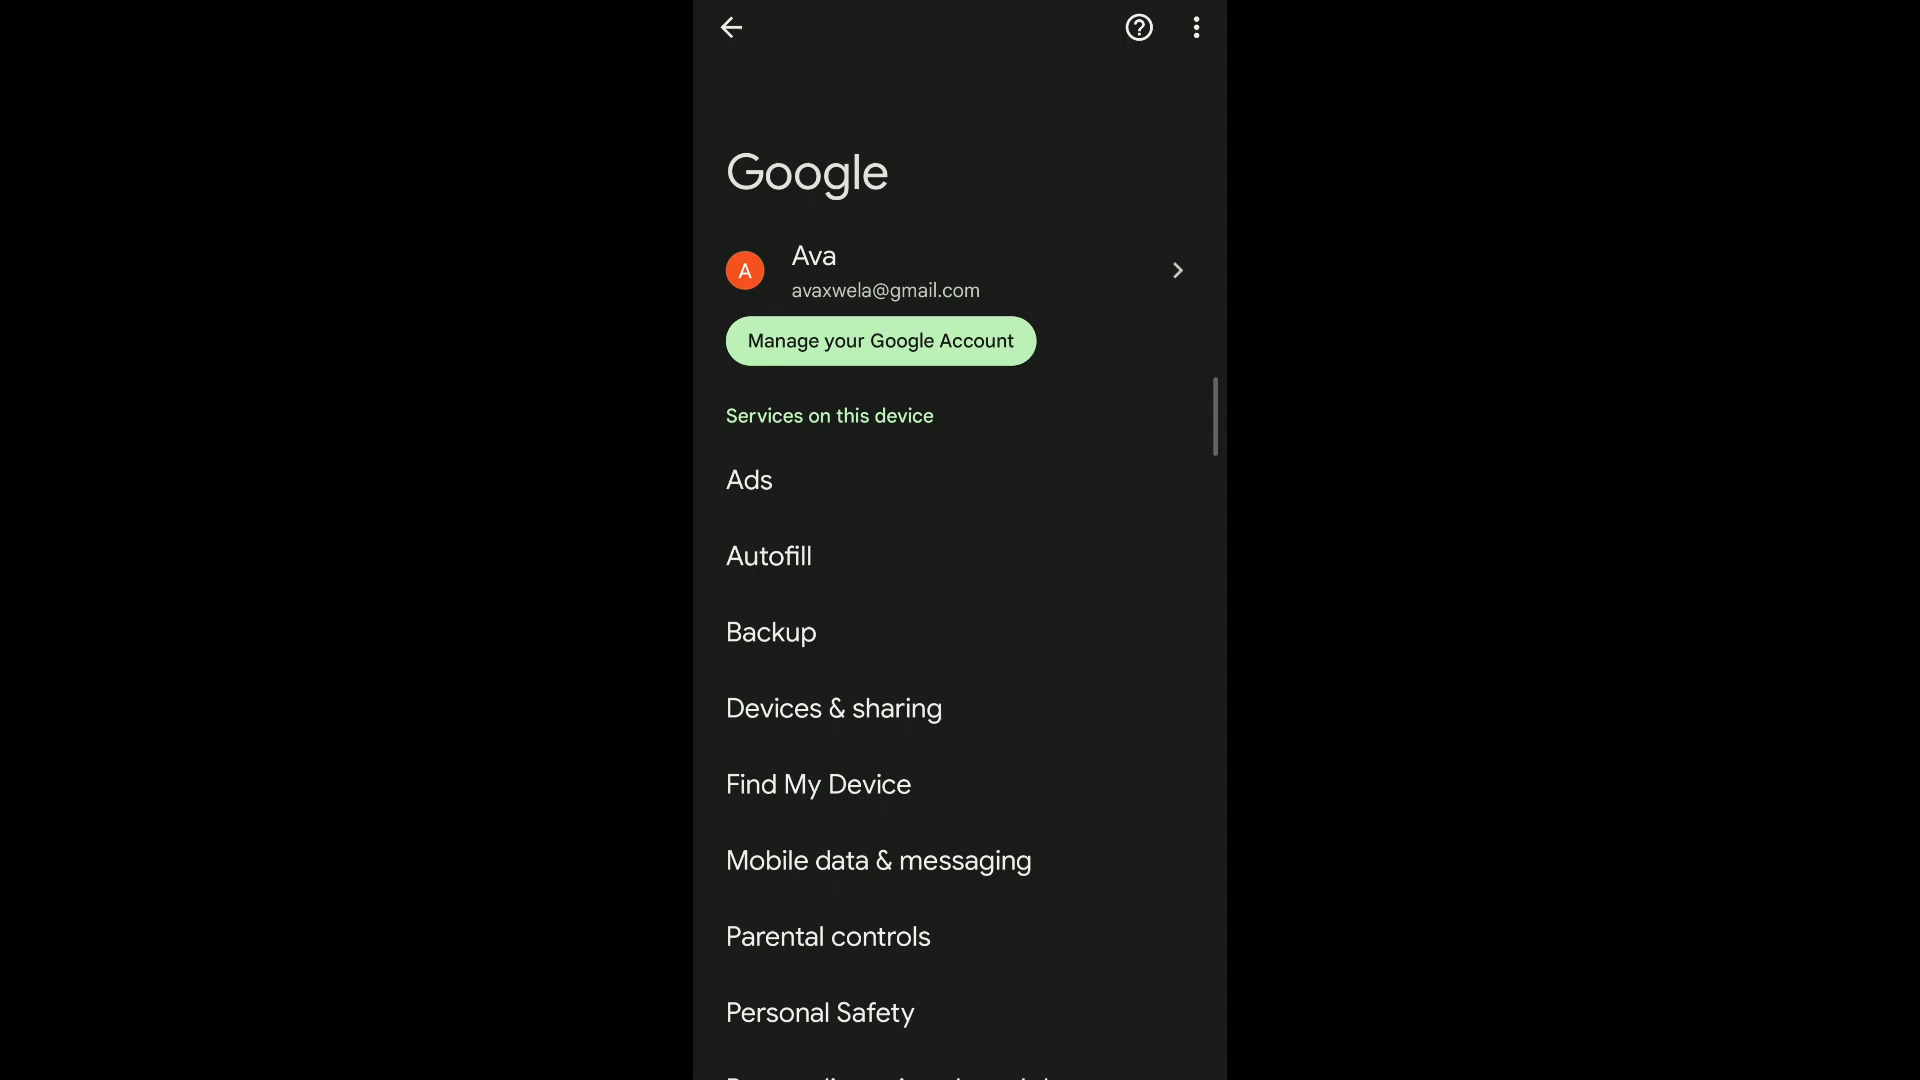 Google
A
Ava
avaxwela@gmail.com
Manage your Google Account
Services on this device
Ads
Autofill
Backup
Devices & sharing
Find My Device
Mobile data & messaging
Parental controls
Personal Safety